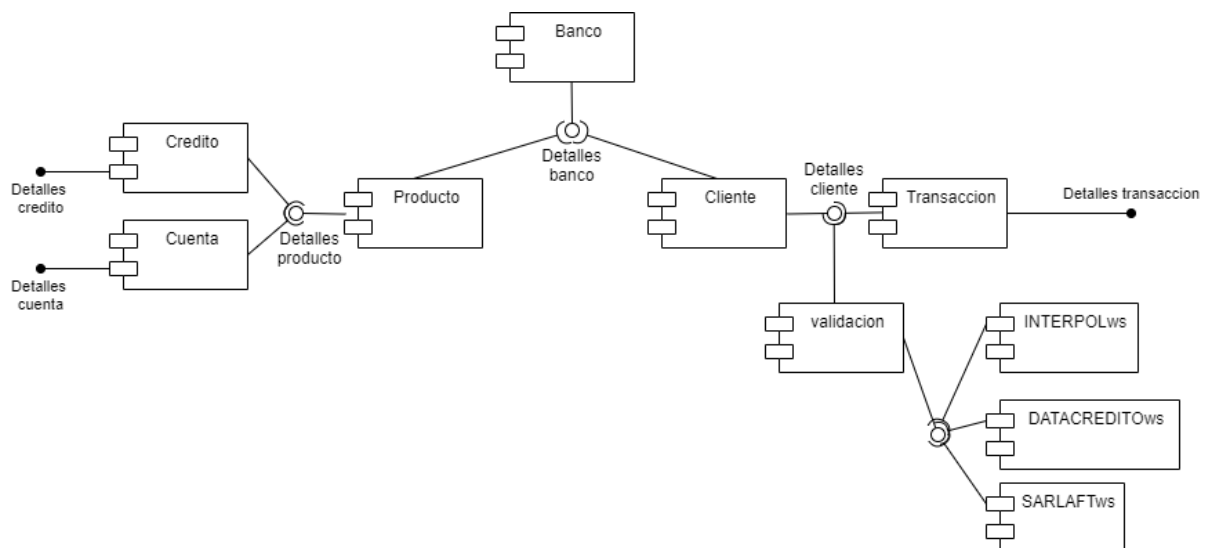 Banco
Detalles
banco
Credito
Detalles
credito
Cuenta
Detalles
cuenta
Detalles
producto
Producto
Cliente
Detalles
cliente
Transaccion
Detalles transaccion
validacion
INTERPOLws
DATACREDITOws
SARLAFTws